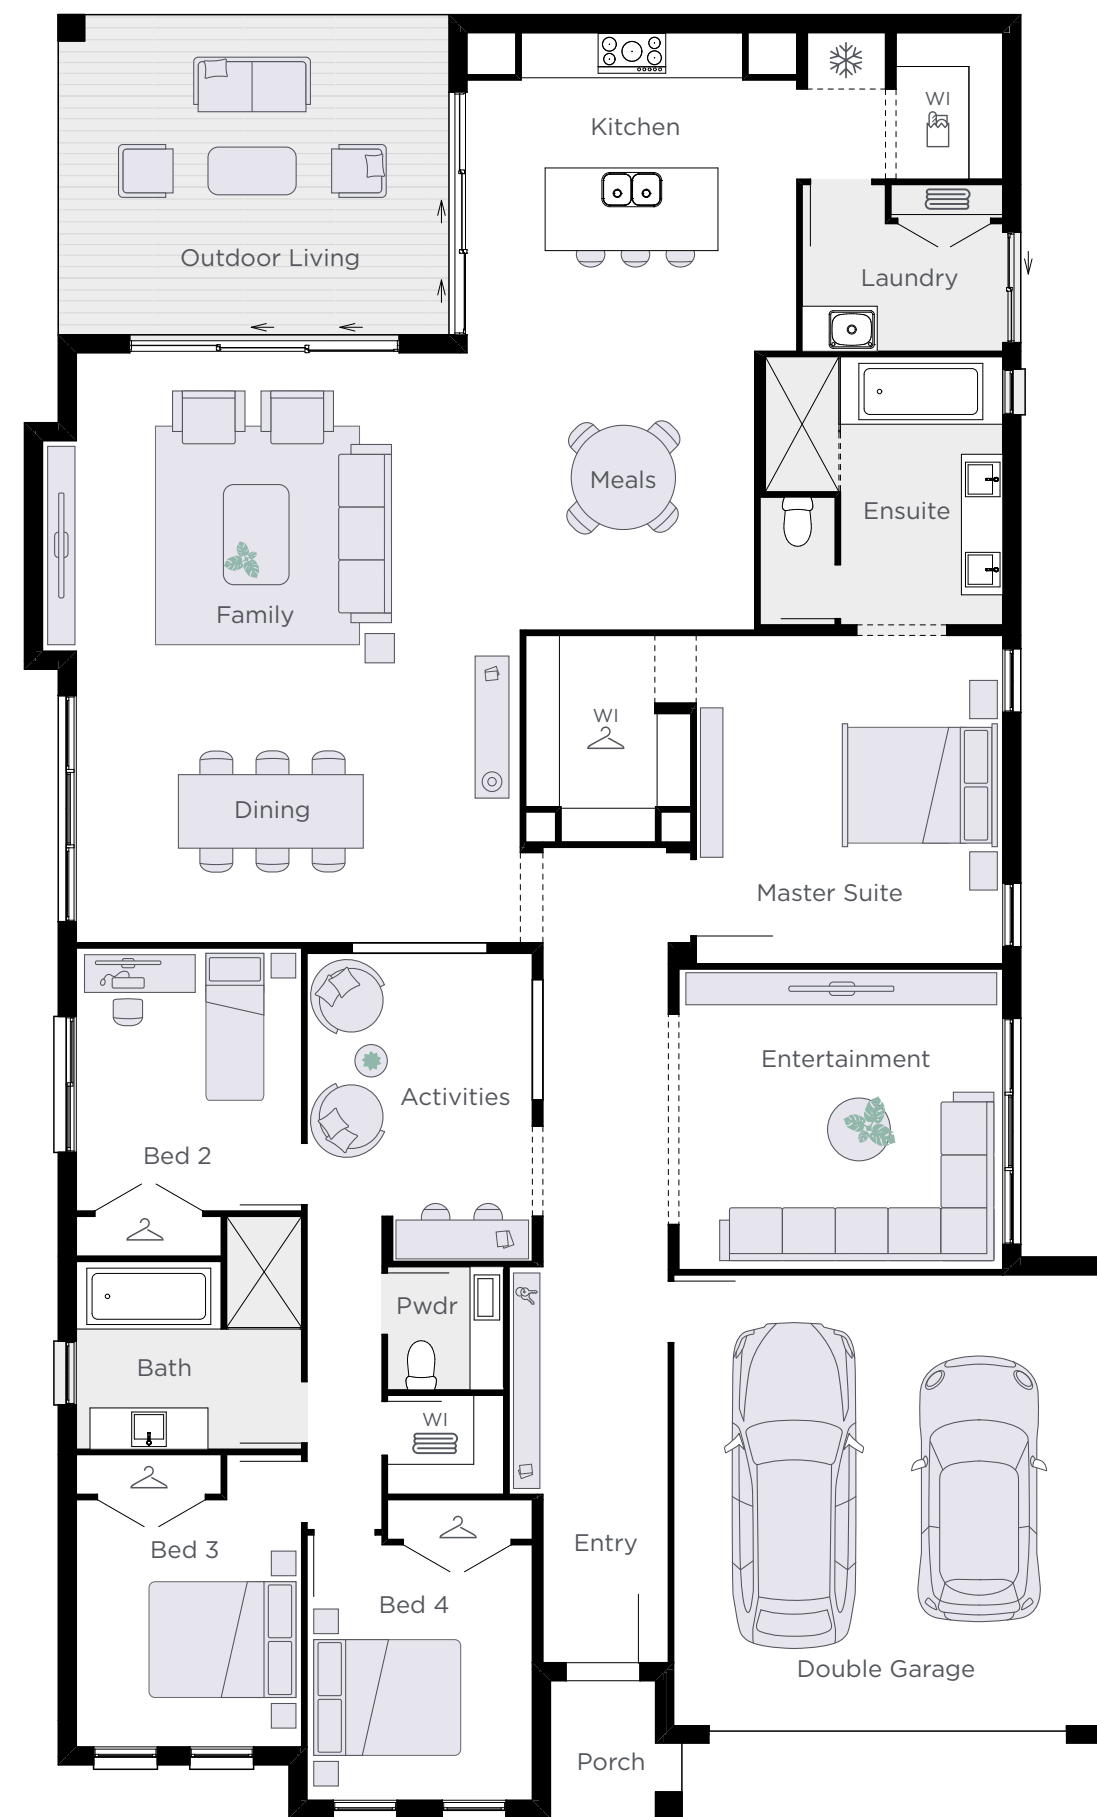 WI
Kitchen
Outdoor Living
Laundry
Meals
Ensuite
Family
WI
Dining
Master Suite
Entertainment
Activities
Bed 2
Pwdr
Bath
WI
Entry
Bed 3
Bed 4
Double Garage
Porch